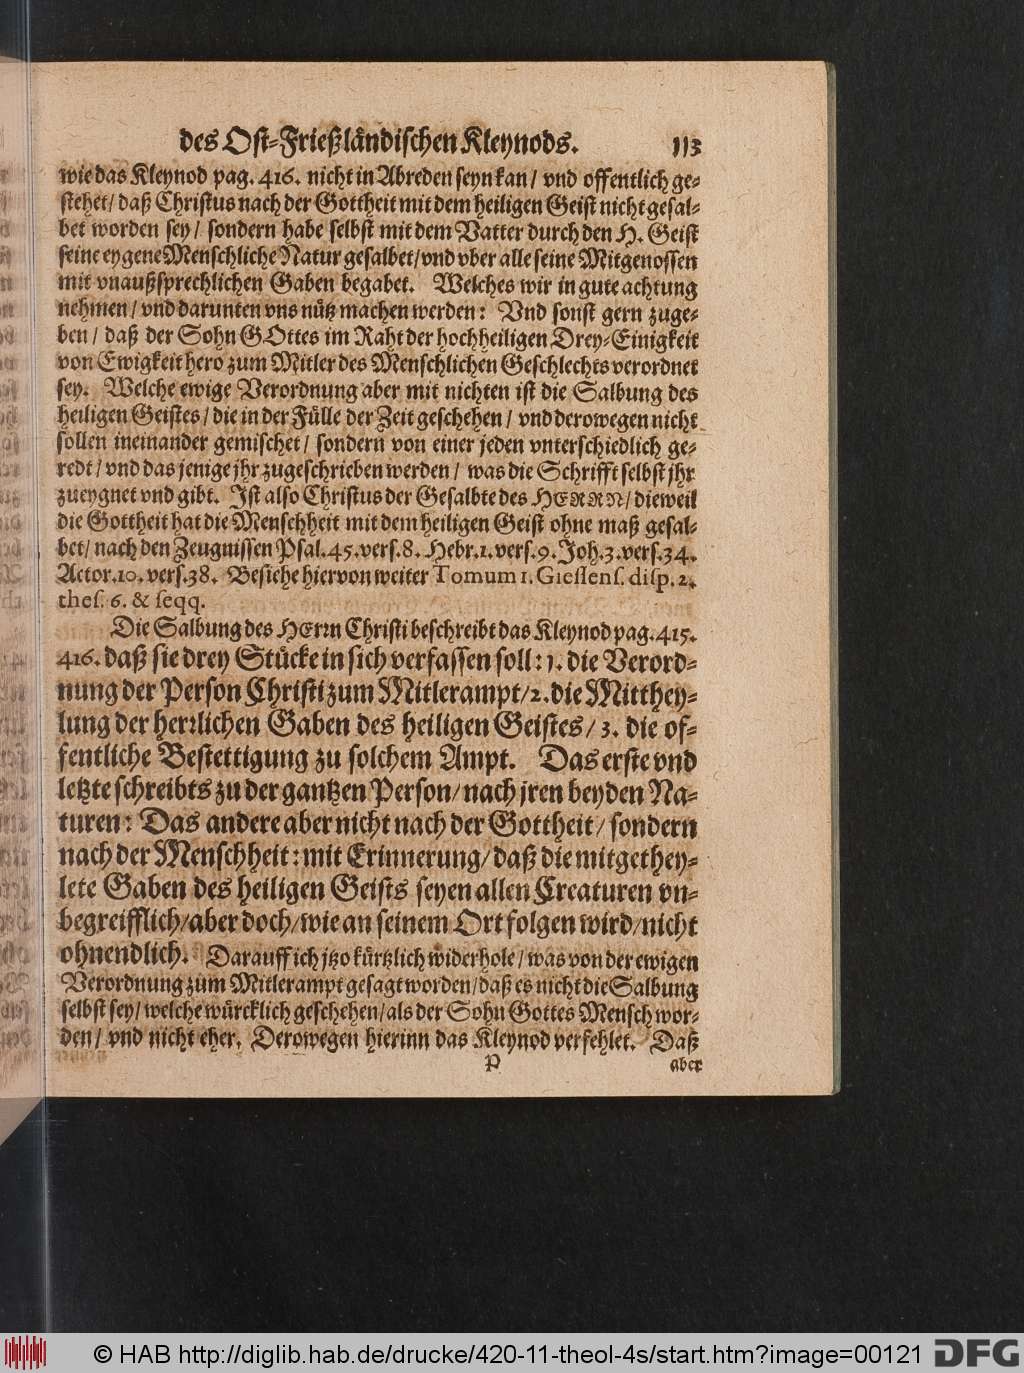 des Ost-Frießländischen Kleynods. 113
wie das Kleynod pag. 416. nicht in Abreden seyn kan/ vnd offentlich ge-
stehet/ daß Christus nach der Gottheit mit dem heiligen Geist nicht gesal-
bet worden sey/ sondern habe selbst mit dem Vatter durch den H. Geist
seine eygene Menschliche Natur gesalbet/ vnd vber alle seine Mitgenossen
mit vnaußsprechlichen Gaben begabet. Welches wir in gute achtung
nehmen/ vnd darunten vns nütz machen werden: Vnd sonst gern zuge-
ben/ daß der Sohn GOttes im Raht der hochheiligen Drey-Einigkeit
von Ewigkeit hero zum Mitler des Menschlichen Geschlechts verordnet
sey. Welche ewige Verordnung aber mit nichten ist die Salbung des
heiligen Geistes/ die in der Fülle der Zeit geschehen/ vnd derowegen nicht
sollen ineinander gemischet/ sondern von einer jeden vnterschiedlich ge-
redt/ vnd das jenige jhr zugeschrieben werden/ was die Schrifft selbst jhr
zueygnet vnd gibt. Ist also Christus der Gesalbte des HERRN/ dieweil
die Gottheit hat die Menschheit mit dem heiligen Geist ohne maß gesal-
bet/ nach den Zeugnissen Psal. 45. vers. 8. Hebr. 1. vers. 9. Joh. 3. vers. 34.
Actor. 10. vers. 38. Besiehe hiervon weiter Tomum 1. Giessens. disp. 2.
thes. 6. & seqq.
Die Salbung des HErrn Christi beschreibt das Kleynod pag. 415.
416. daß sie drey Stücke in sich verfassen soll: 1. die Verord-
nung der Person Christi zum Mitlerampt/ 2. die Mitthey-
lung der herrlichen Gaben des heiligen Geistes/ 3. die of-
fentliche Bestettigung zu solchem Ampt. Das erste vnd
letzte schreibts zu der gantzen Person/ nach jren beyden Na-
turen: Das andere aber nicht nach der Gottheit/ sondern
nach der Menschheit: mit Erinnerung/ daß die mitgethey-
lete Gaben des heiligen Geists seyen allen Creaturen vn-
begreifflich/ aber doch/ wie an seinem Ort folgen wird/ nicht
ohnendlich. Darauff ich jtzo kürtzlich widerhole/ was von der ewigen
Verordnung zum Mitlerampt gesagt worden/ daß es nicht die Salbung
selbst sey/ welche würcklich geschehen/ als der Sohn Gottes Mensch wor-
den/ vnd nicht eher. Derowegen hierinn das Kleynod verfehlet. Daß
P aber
© HAB http://diglib.hab.de/drucke/420-11-theol-4s/start.htm?image=00121 DFG